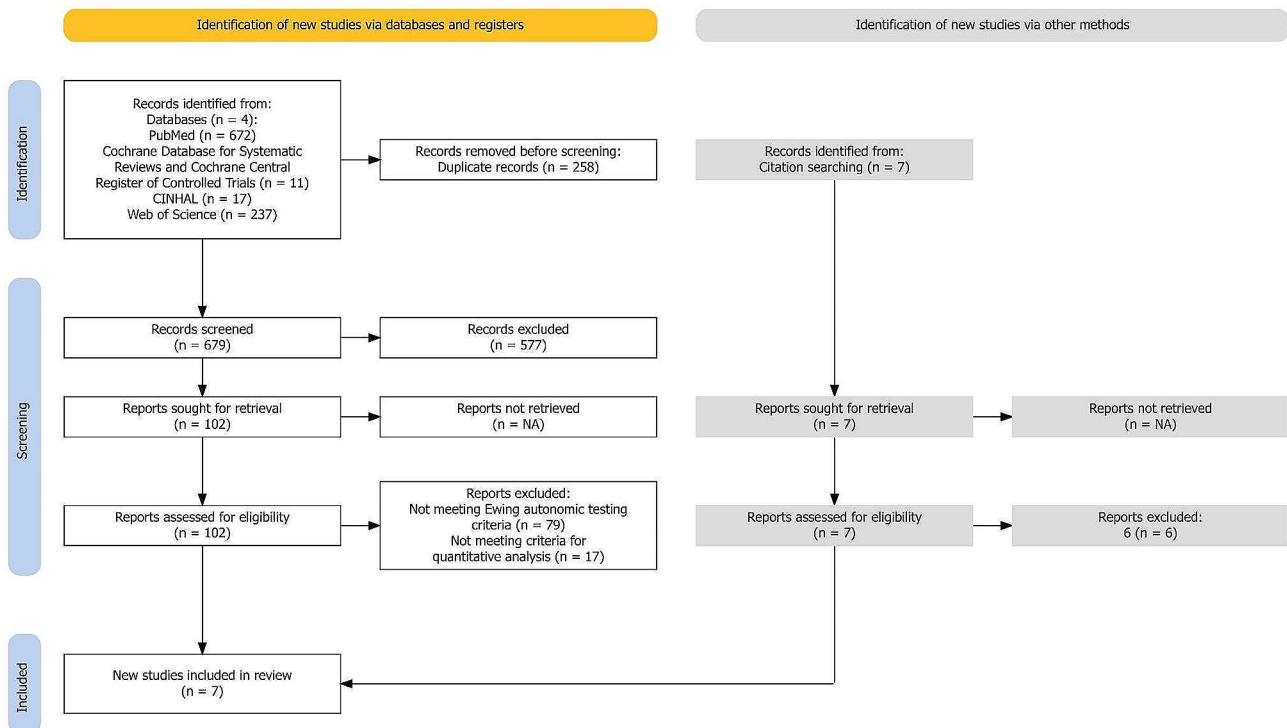 Identification of new studies via databases and registers
Identification of new studies via other methods
Identification
Records identified from:
Databases (n = 4):
PubMed (n = 672)
Cochrane Database for Systematic
Reviews and Cochrane Central
Register of Controlled Trials (n = 11)
CINHAL (n = 17)
Web of Science (n = 237)
Records removed before screening:
Duplicate records (n = 258)
Records identified from:
Citation searching (n = 7)
Screening
Records screened
(n = 679)
Records excluded
(n = 577)
Reports sought for retrieval
(n = 102)
Reports not retrieved
(n = NA)
Reports sought for retrieval
(n = 7)
Reports not retrieved
(n = NA)
Reports assessed for eligibility
(n = 102)
Reports excluded:
Not meeting Ewing autonomic testing
criteria (n = 79)
Not meeting criteria for
quantitative analysis (n = 17)
Reports assessed for eligibility
(n = 7)
Reports excluded:
6 (n = 6)
Included
New studies included in review
(n = 7)